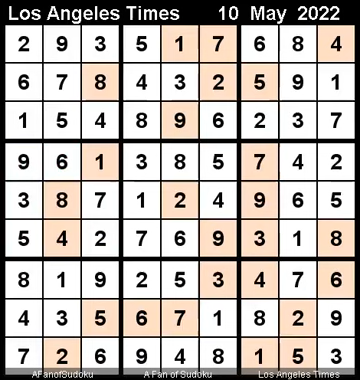 Los Angeles Times 10 May 2022
2 9 3 5 1 7 6 8 4
6 7 8 4 3 2 5 9 1
1 5 4 8 9 6 2 3 7
9 6 1 3 8 5 7 4 2
3 8 7 1 2 4 9 6 5
5 4 2 7 6 9 3 1 8
8 1 9 2 5 3 4 7 6
4 3 5 6 7 1 8 2 9
7 2 6 9 4 8 1 5 3
AFanofSudoku A Fan of Sudoku Los Angeles Times